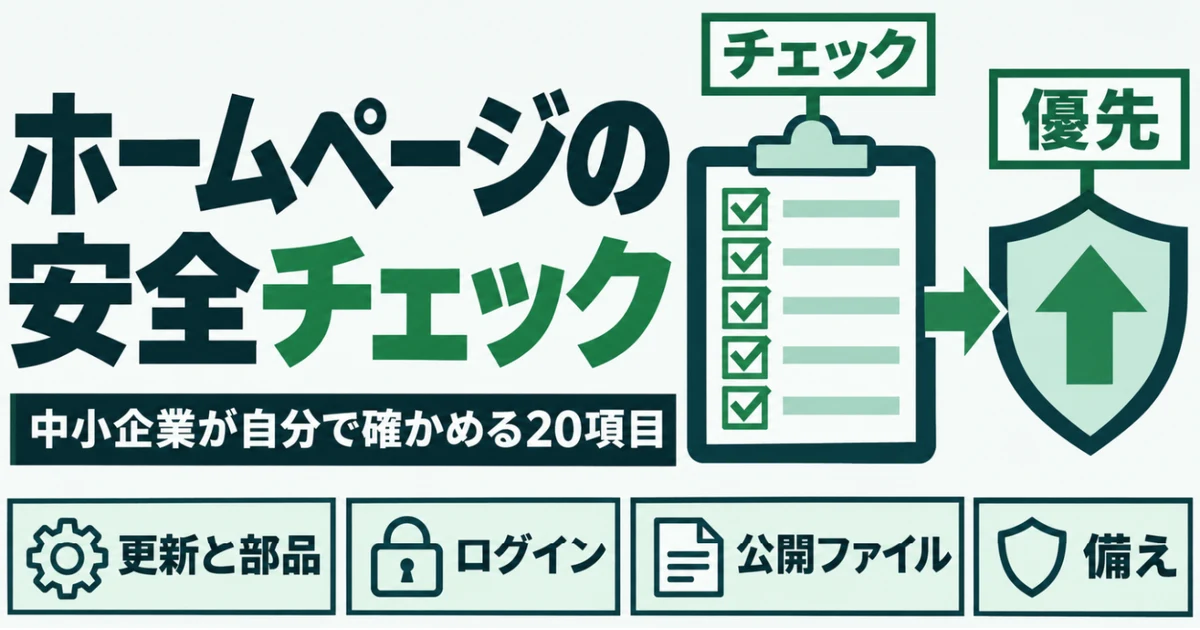 ホームページの
安全チェック
中小企業が自分で確かめる20項目
チェック
優先
更新と部品
ログイン
公開ファイル
備え